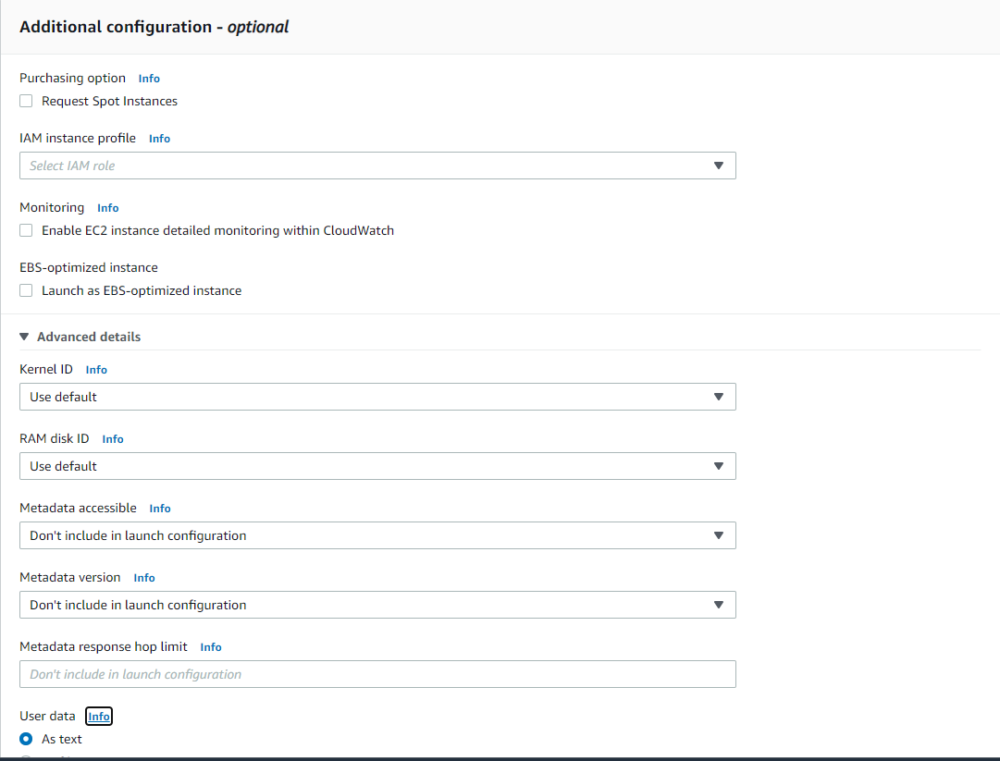 Additional configuration - optional
Purchasing option Info
Request Spot Instances
IAM instance profile Info
Select IAM role
Monitoring Info
Enable EC2 instance detailed monitoring within CloudWatch
EBS-optimized instance
Launch as EBS-optimized instance
Advanced details
Kernel ID Info
Use default
RAM disk ID Info
Use default
Metadata accessible Info
Don't include in launch configuration
Metadata version Info
Don't include in launch configuration
Metadata response hop limit Info
Don't include in launch configuration
User data Info
As text